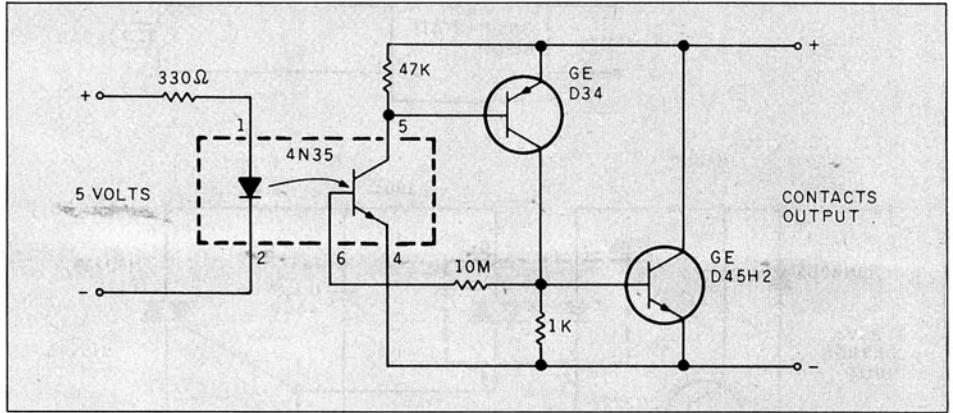 330Ω
47K
GE
D34
+
+
1
5
4N35
5 VOLTS
CONTACTS
OUTPUT
2
6
4
10M
GE
D45H2
1K
-
-